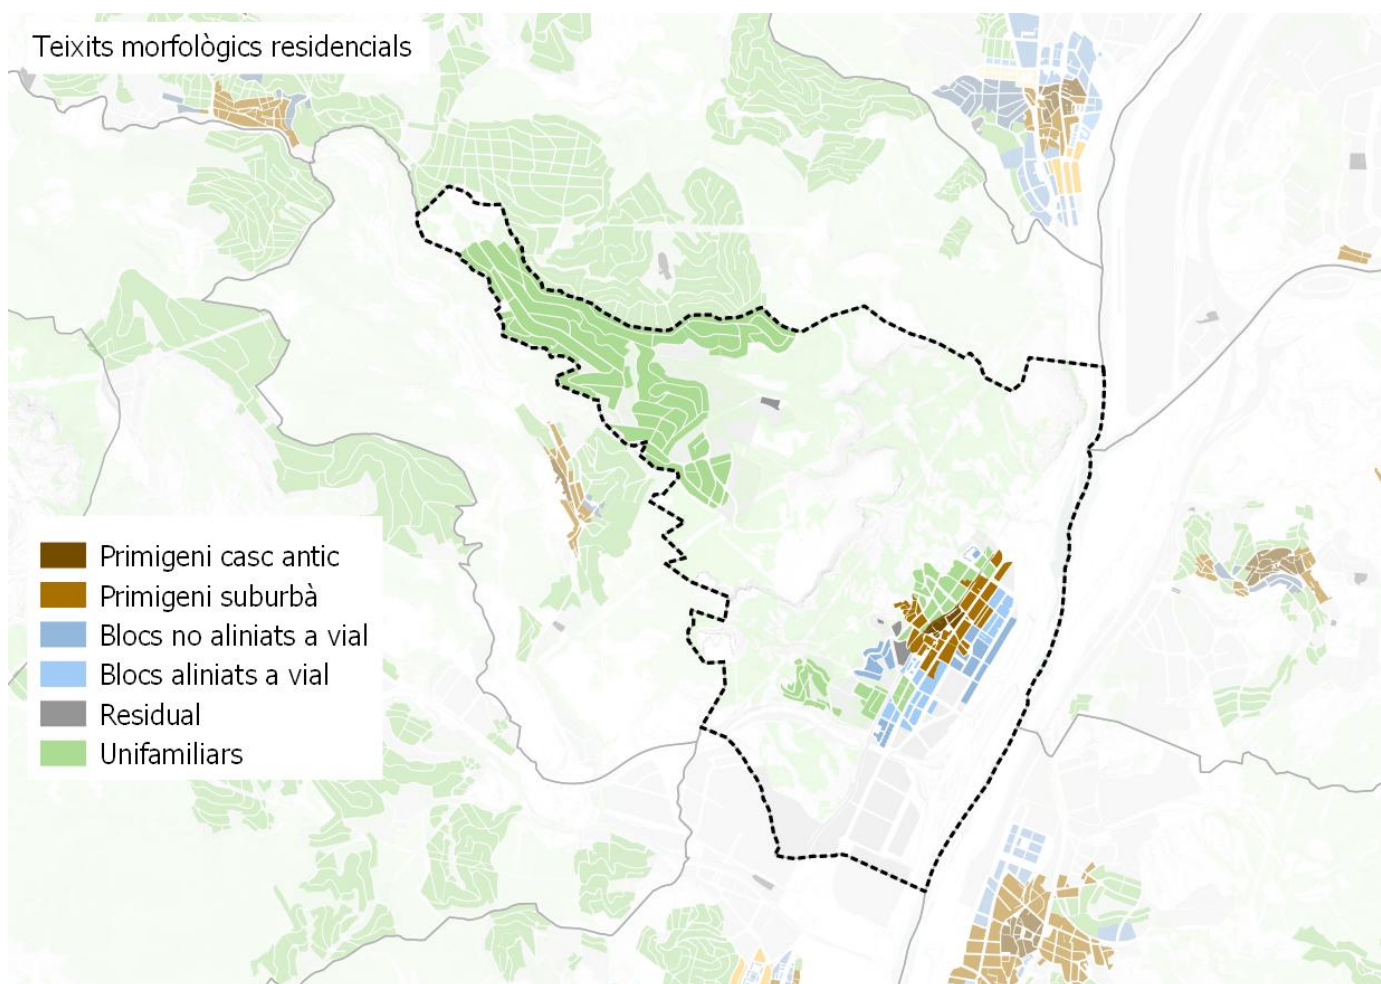 Teixits morfològics residencials
Primigeni casc antic
Primigeni suburbà
Blocs no aliniats a vial
Blocs aliniats a vial
Residual
Unifamiliars